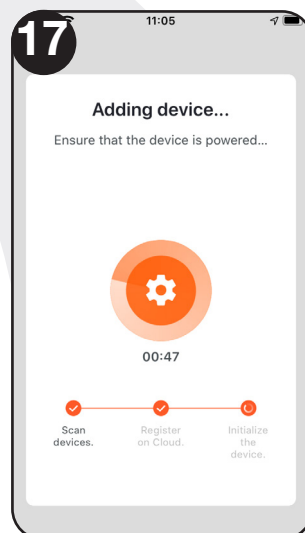 17
11:05
Adding device...
Ensure that the device is powered...
00:47
Scan
devices.
Register
on Cloud.
Initialize
the
device.